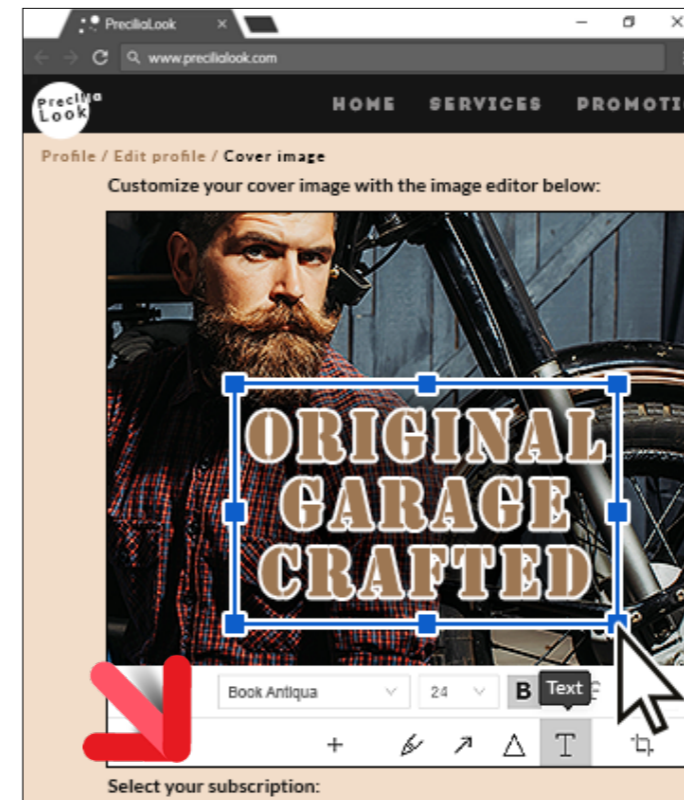 PreciliaLook
www.precilialook.com
Precilia
Look
HOME SERVICES
Profile / Edit profile / Cover image
Customize your cover image with the image editor below:
ORIGINAL
GARAGE
CRAFTED
Book Antiqua 24 B
Text
T
Select your subscription: